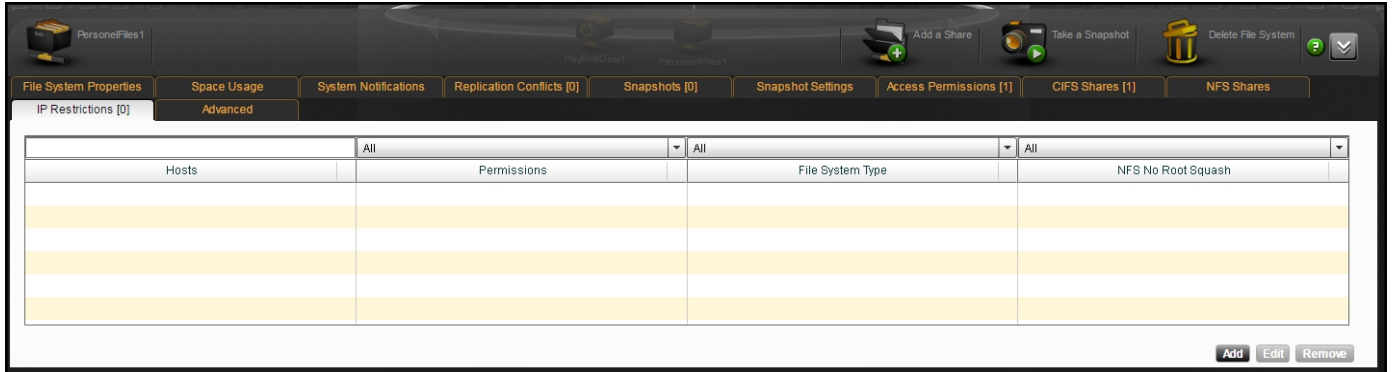 PersonelFiles1
PayRollData1
PersonelFiles1
Add a Share
Take a Snapshot
Delete File System
File System Properties
Space Usage
System Notifications
Replication Conflicts [0]
Snapshots [0]
Snapshot Settings
Access Permissions [1]
CIFS Shares [1]
NFS Shares
IP Restrictions [0]
Advanced
All
All
All
Hosts
Permissions
File System Type
NFS No Root Squash
Add
Edit
Remove